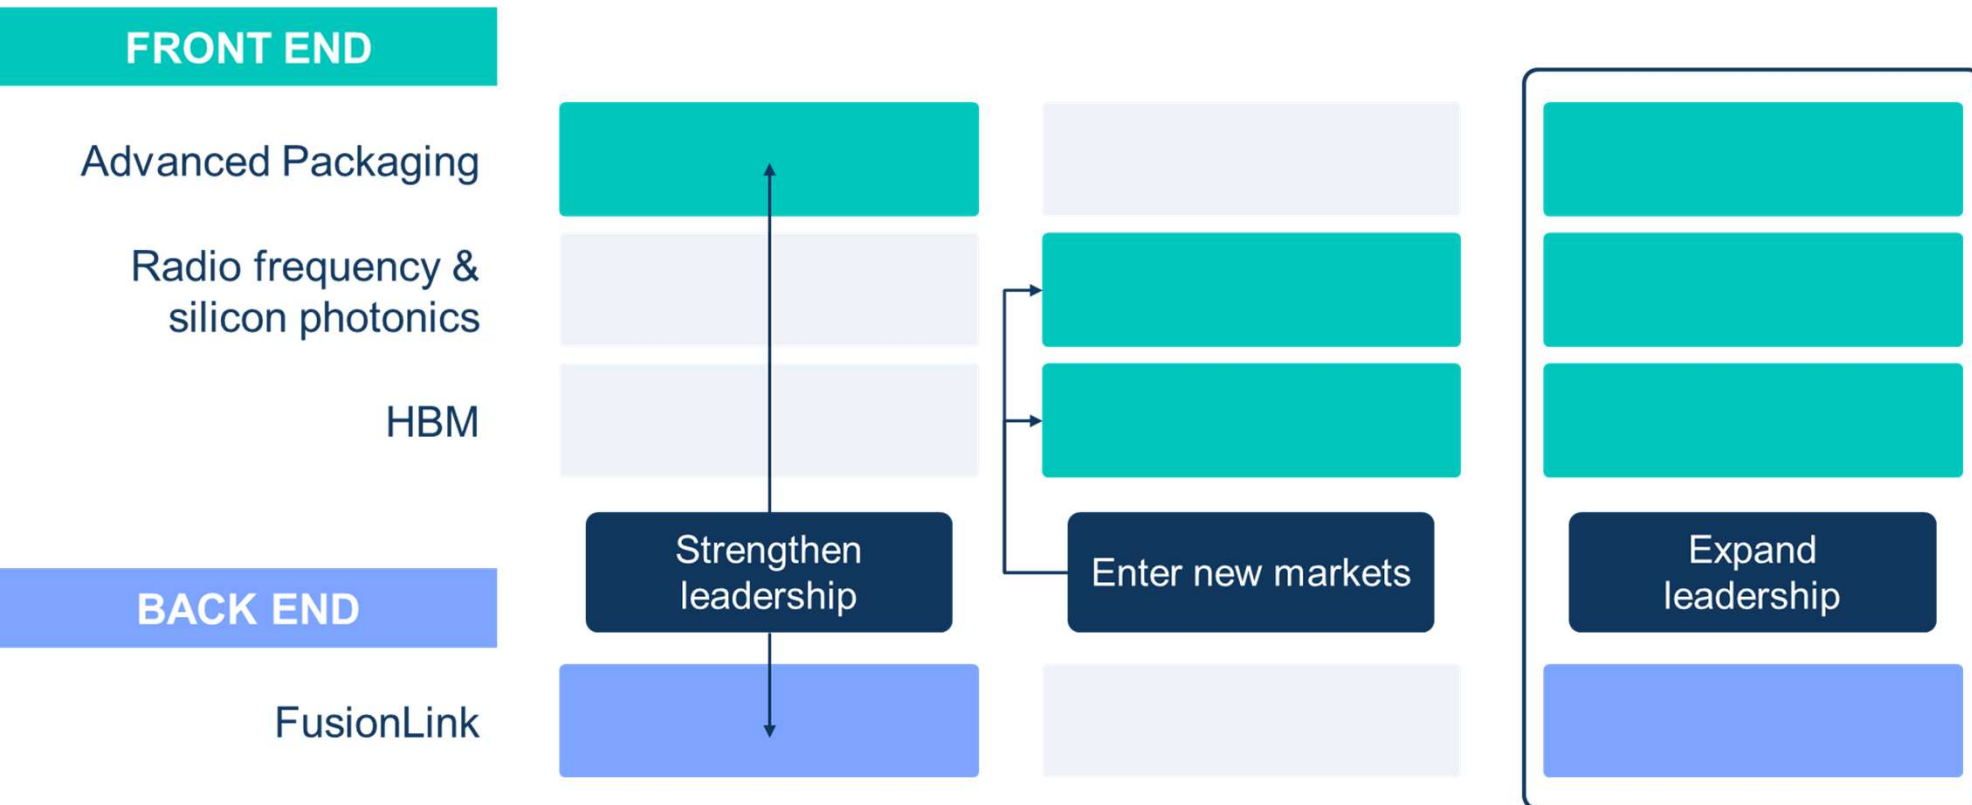 FRONT END
Advanced Packaging
Radio frequency &
silicon photonics
HBM
Strengthen
leadership
Enter new markets
Expand
leadership
BACK END
FusionLink